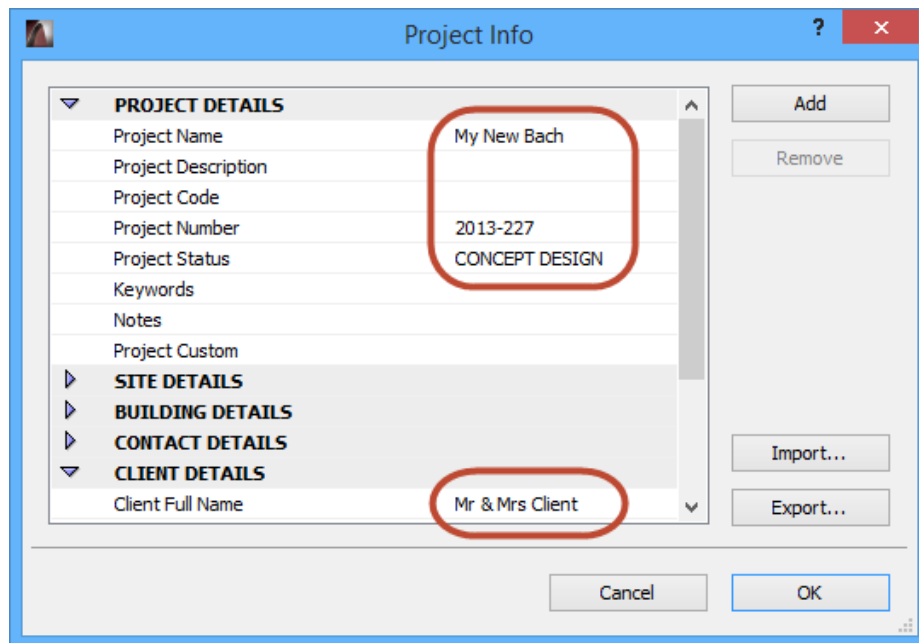 Project Info
?
PROJECT DETAILS
Add
Project Name My New Bach
Remove
Project Description
Project Code
Project Number 2013-227
Project Status CONCEPT DESIGN
Keywords
Notes
Project Custom
SITE DETAILS
BUILDING DETAILS
CONTACT DETAILS
Import...
CLIENT DETAILS
Client Full Name Mr & Mrs Client
Export...
Cancel OK